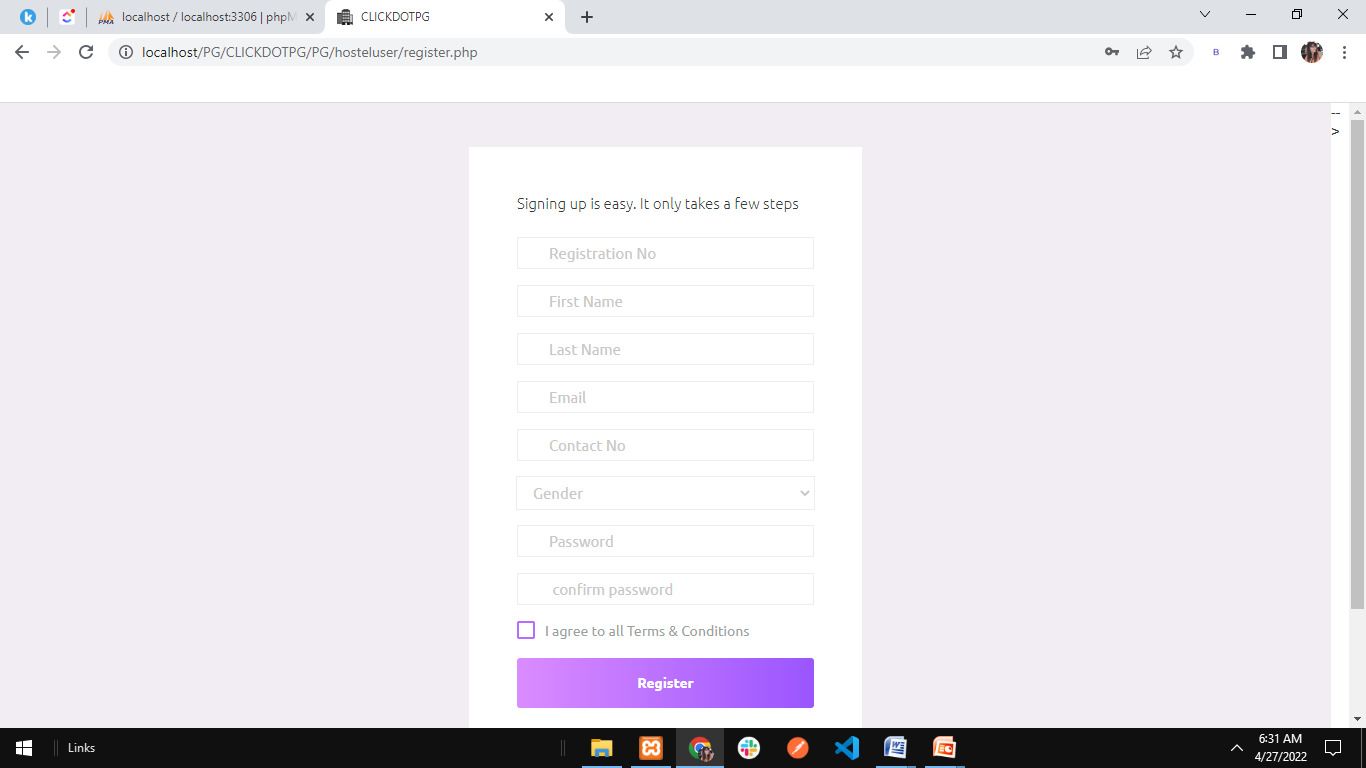 localhost / localhost:3306 | phpM
CLICKDOTPG
localhost/PG/CLICKDOTPG/PG/hosteluser/register.php
B
--
>
Signing up is easy. It only takes a few steps
Registration No
First Name
Last Name
Email
Contact No
Gender
Password
confirm password
I agree to all Terms & Conditions
Register
Links
6:31 AM
4/27/2022